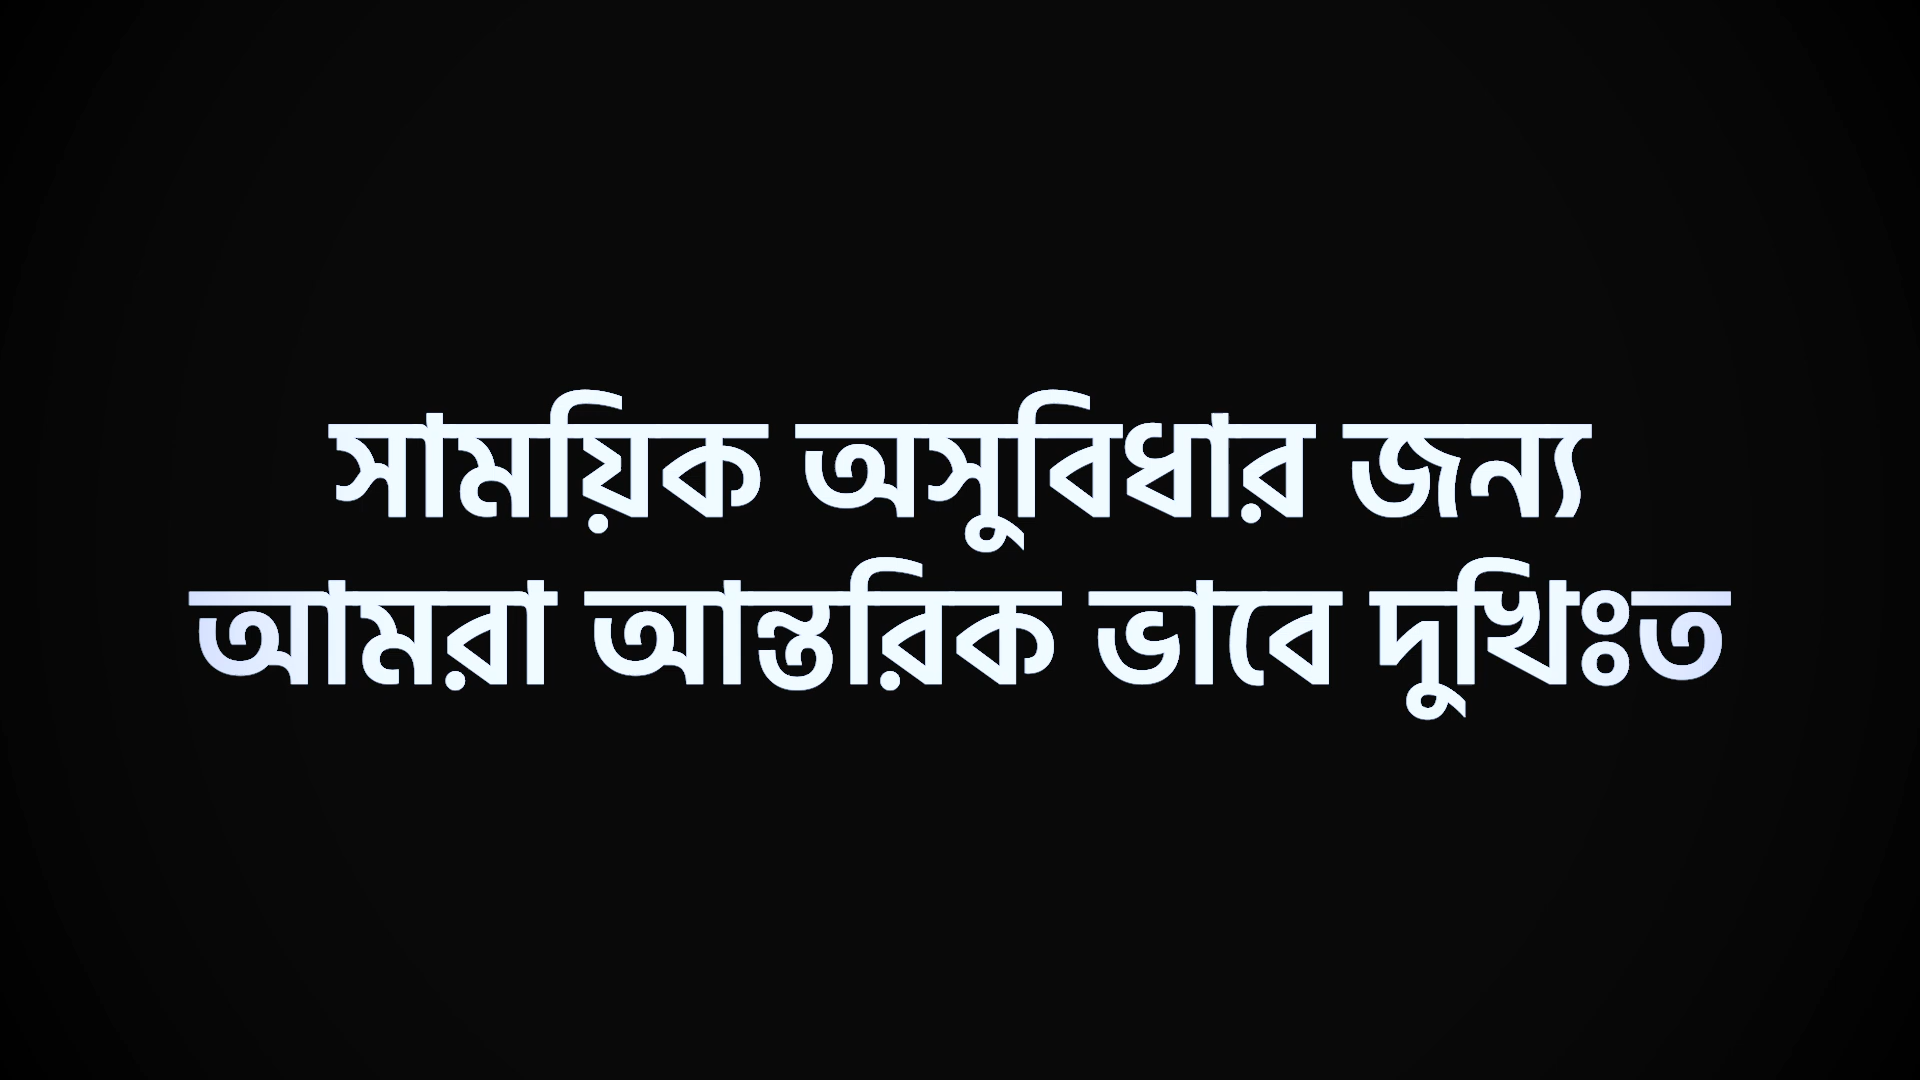 সাময়িক অসুবিধার জন্য
আমরা আন্তরিক ভাবে দুখিঃত